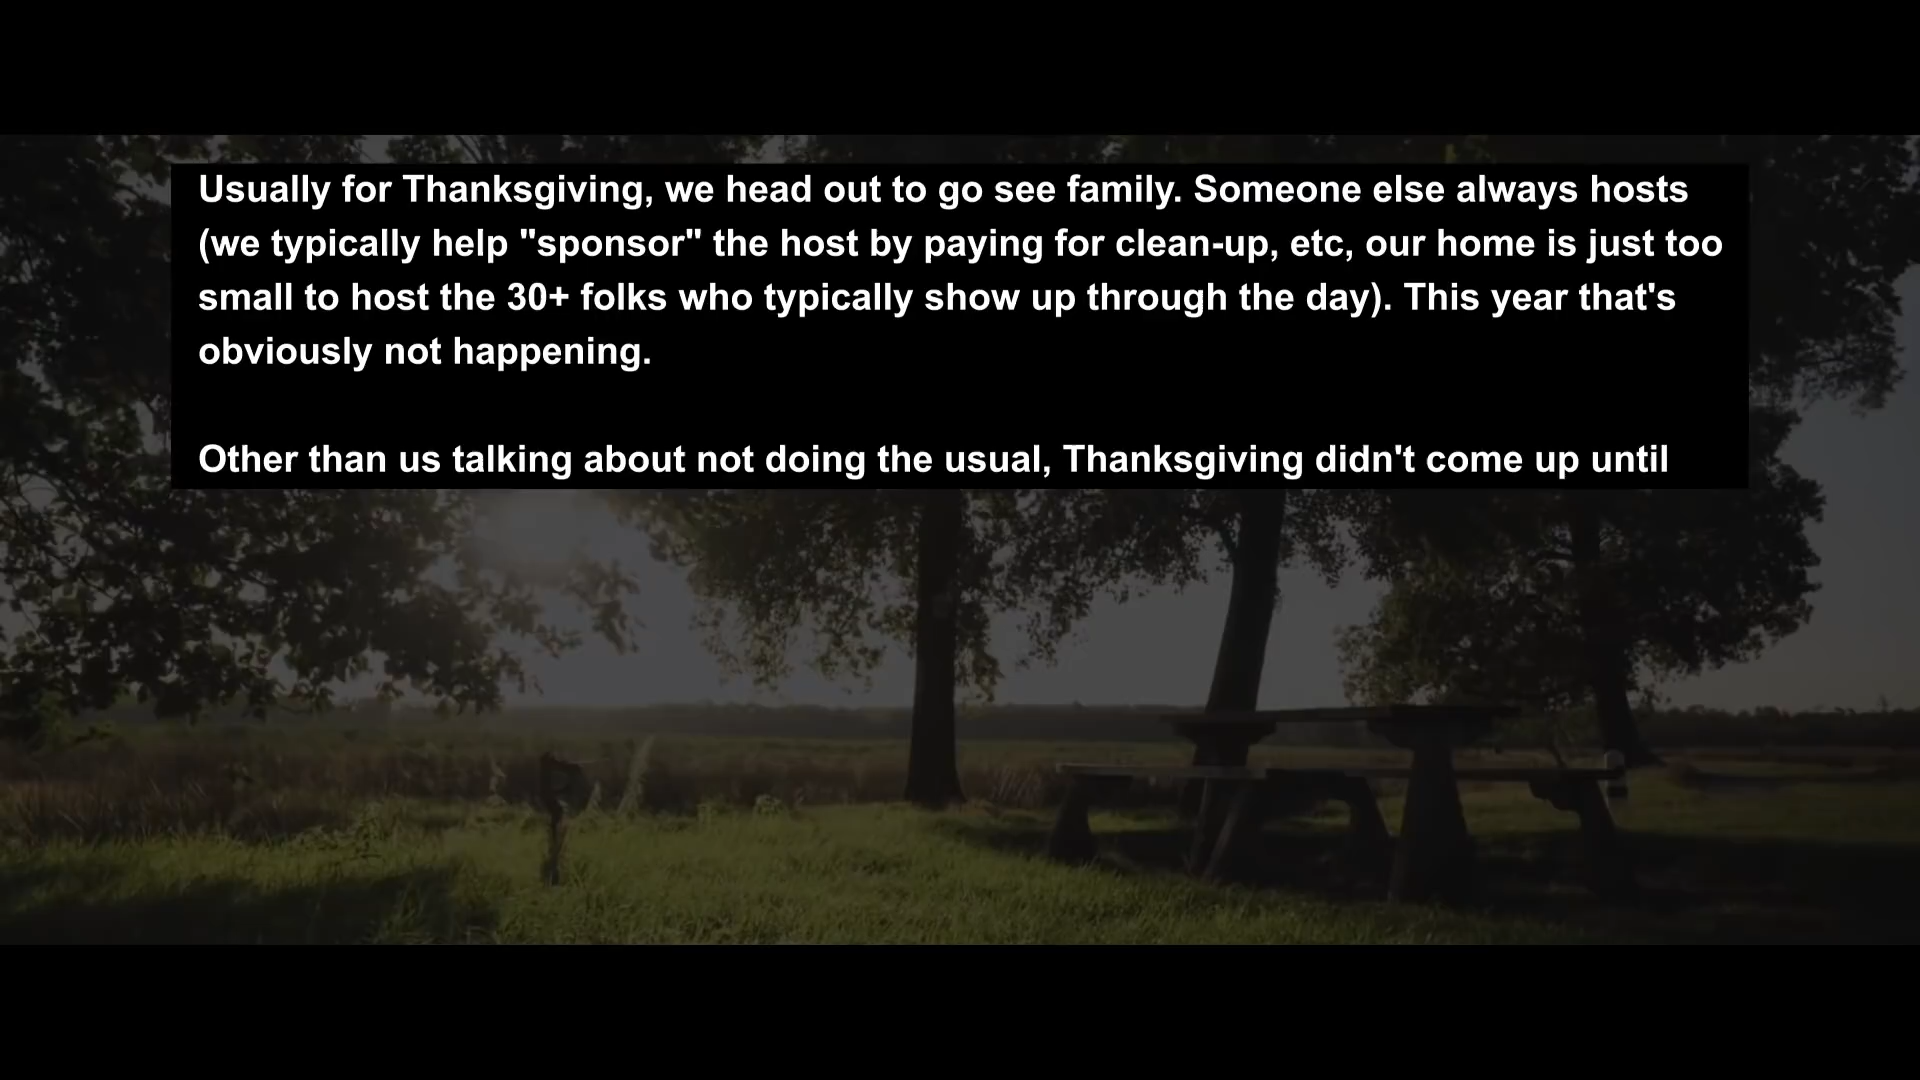 Usually for Thanksgiving, we head out to go see family. Someone else always hosts
(we typically help "sponsor" the host by paying for clean-up, etc, our home is just too
small to host the 30+ folks who typically show up through the day). This year that's
obviously not happening.
Other than us talking about not doing the usual, Thanksgiving didn't come up until